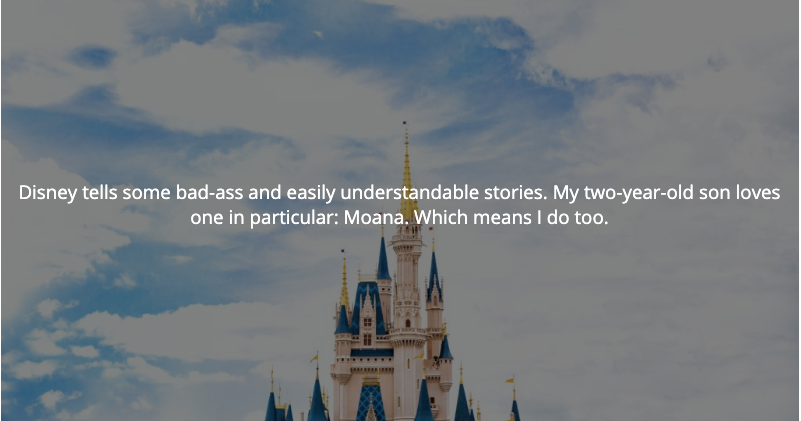 Disney tells some bad-ass and easily understandable stories. My two-year-old son loves
one in particular: Moana. Which means I do too.